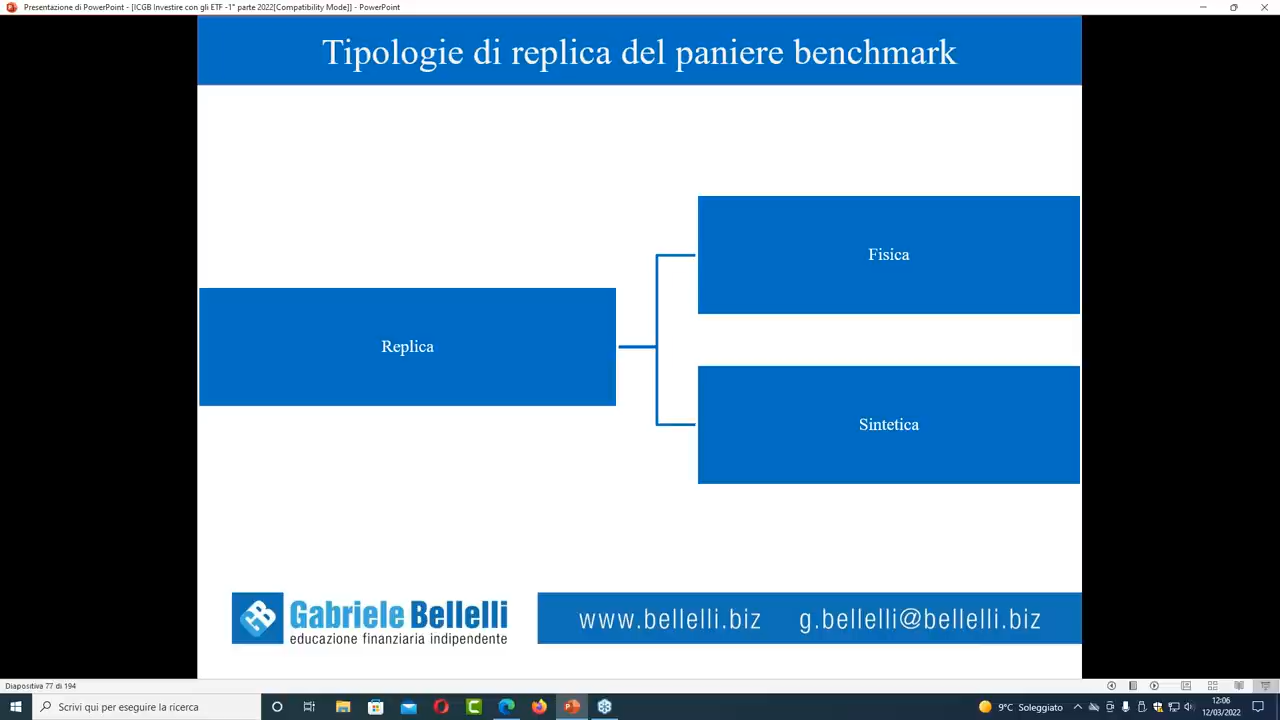 Presentazione di PowerPoint - [ICGB Investire con gli ETF -1° parte 2022[Compatibility Mode]] - PowerPoint
Tipologie di replica del paniere benchmark
Fisica
Replica
Sintetica
Gabriele Bellelli
educazione finanziaria indipendente
www.bellelli.biz g.bellelli@bellelli.biz
Diapositiva 77 di 194
Scrivi qui per eseguire la ricerca
9°C Soleggiato
12:06
12/03/2022